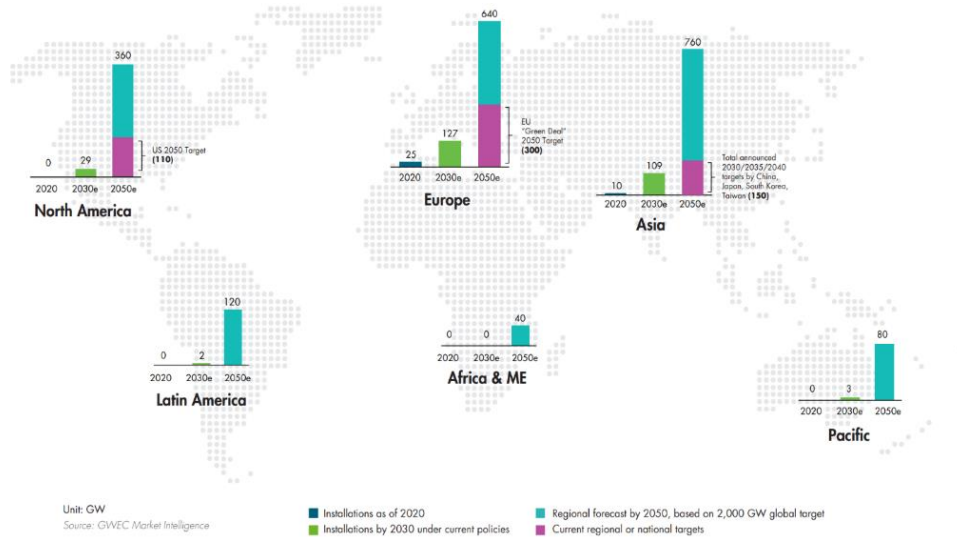 360
US 2050 Target
(110)
0
29
2020
2030e
2050e
North America
640
EU
"Green Deal"
2050 Target
(300)
127
25
2020
2030e
2050e
Europe
760
Total announced
2030/2035/2040
targets by China,
Japan, South Korea,
Taiwan (150)
109
10
2020
2030e
2050e
Asia
120
0
2
2020
2030e
2050e
Latin America
40
0
0
2020
2030e
2050e
Africa & ME
80
0
3
2020
2030e
2050e
Pacific
Unit: GW
Source: GWEC Market Intelligence
Installations as of 2020
Installations by 2030 under current policies
Regional forecast by 2050, based on 2,000 GW global target
Current regional or national targets